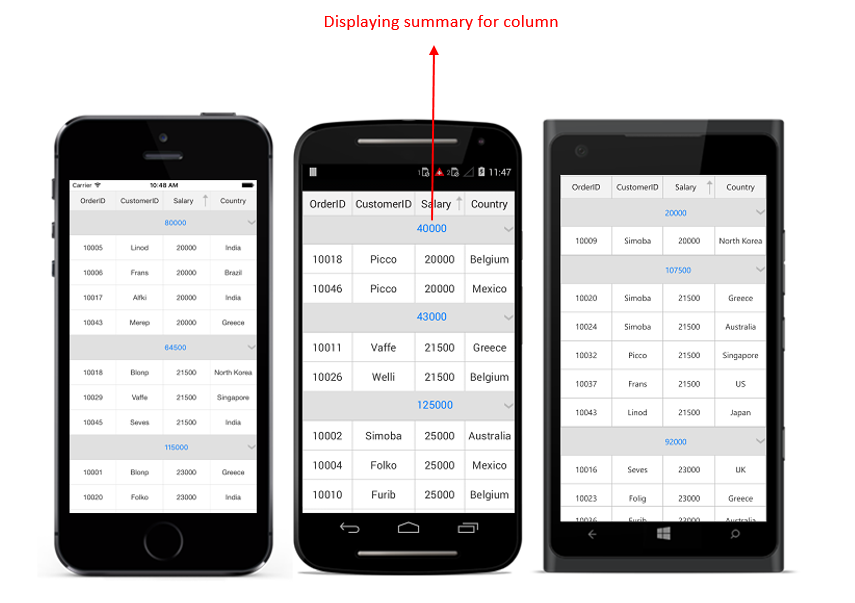 Displaying summary for column
Carrier 10:48 AM
OrderID CustomerID Salary Country
80000
10005 Linod 20000 India
10006 Frans 20000 Brazil
10017 Alfki 20000 India
10043 Merep 20000 Greece
64500
10018 Blonp 21500 North Korea
10029 Vaffe 21500 Singapore
10045 Seves 21500 India
115000
10001 Blonp 23000 Greece
10020 Folko 23000 India
1 2 11:47
OrderID CustomerID Salary Country
40000
10018 Picco 20000 Belgium
10046 Picco 20000 Mexico
43000
10011 Vaffe 21500 Greece
10026 Welli 21500 Belgium
125000
10002 Simoba 25000 Australia
10004 Folko 25000 Mexico
10010 Furib 25000 Belgium
OrderID CustomerID Salary Country
20000
10009 Simoba 20000 North Korea
107500
10020 Simoba 21500 Greece
10024 Simoba 21500 Australia
10032 Picco 21500 Singapore
10037 Frans 21500 US
10043 Linod 21500 Japan
92000
10016 Seves 23000 UK
10023 Folig 23000 Greece
10036 Furib 23000 Australia